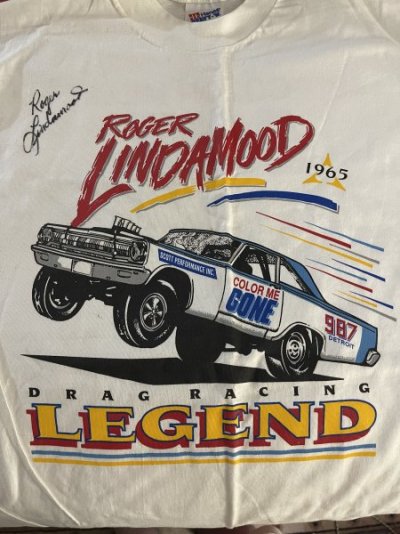 Roger
Lindamood
ROGER
LINDAMOOD
1965
SCOTT PERFORMANCE INC.
COLOR ME
GONE
987
DETROIT
DRAG RACING
LEGEND